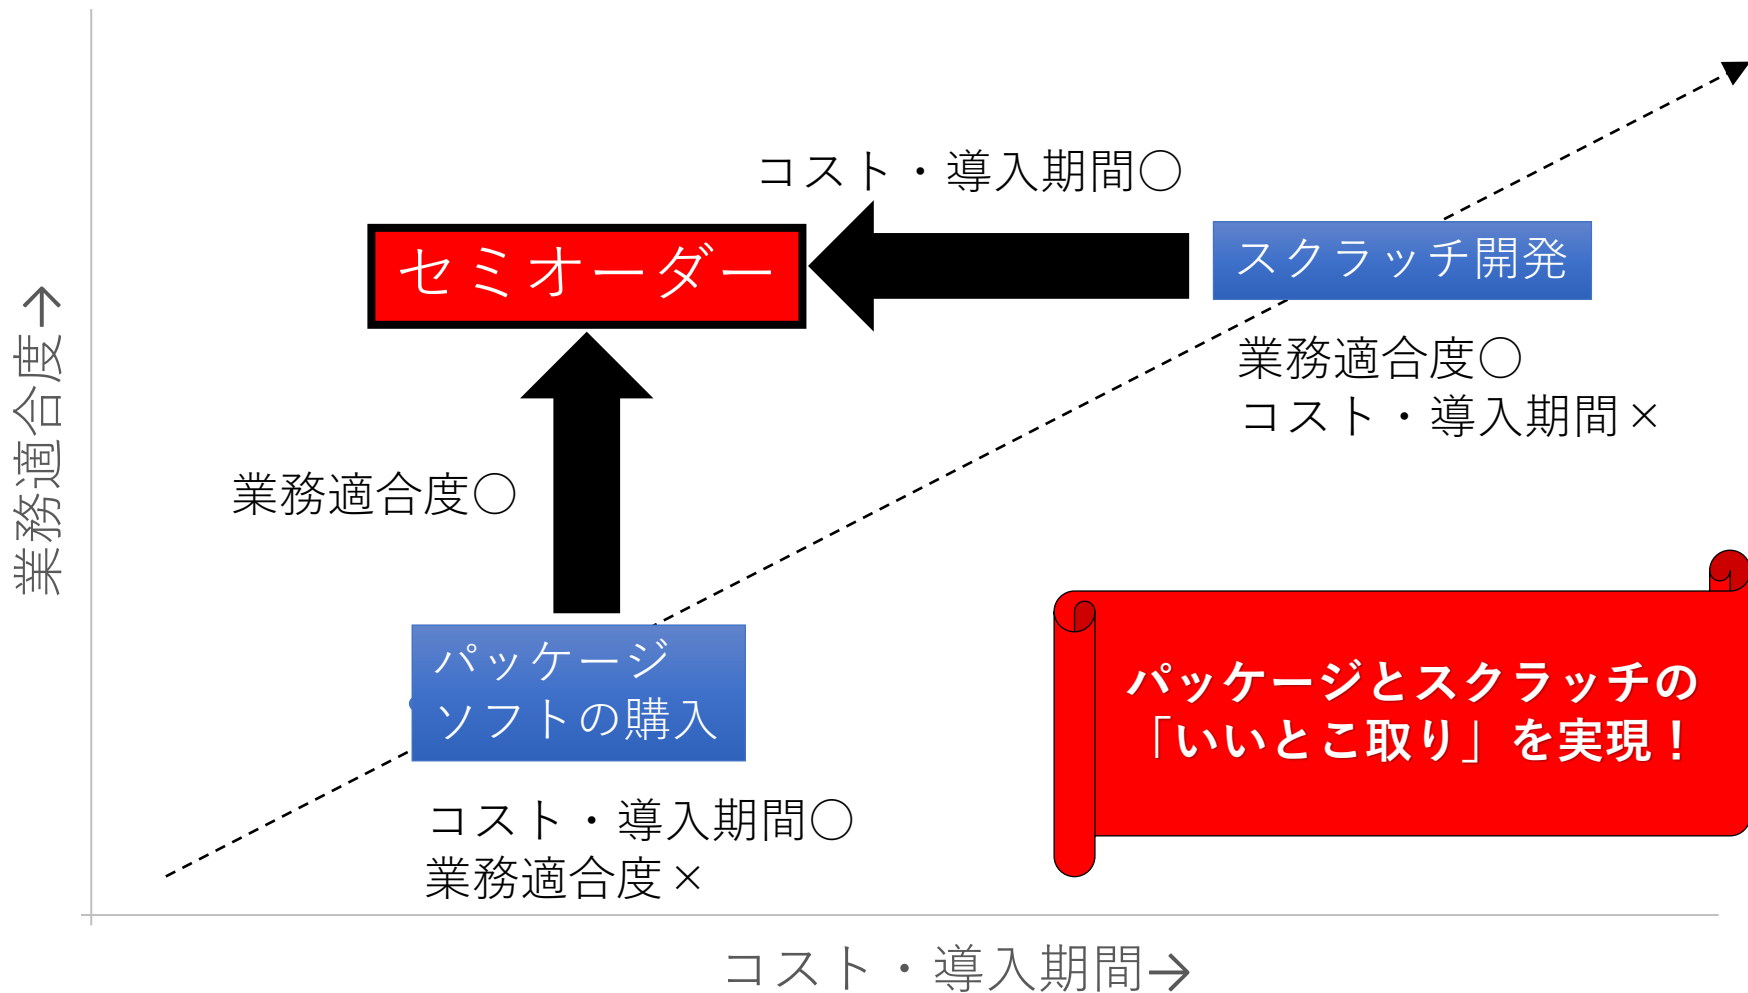 コスト・導入期間○
セミオーダー
スクラッチ開発
業務適合度○
コスト・導入期間×
業務適合度→
業務適合度○
パッケージ
ソフトの購入
コスト・導入期間○
業務適合度×
パッケージとスクラッチの
「いいとこ取り」を実現！
コスト・導入期間→